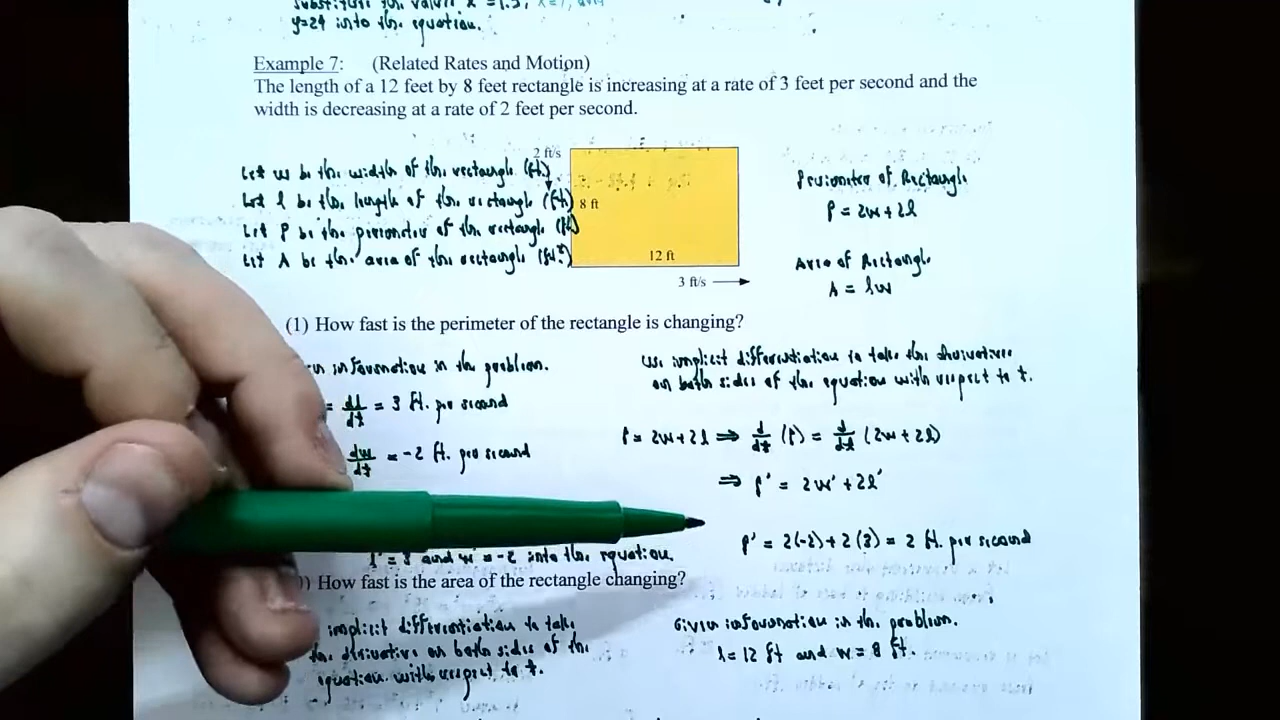 substitute the values x = 1.5,
y=24 into the equation.
Example 7: (Related Rates and Motion)
The length of a 12 feet by 8 feet rectangle is increasing at a rate of 3 feet per second and the
width is decreasing at a rate of 2 feet per second.
2 ft/s
Let w be the width of the rectangle (ft)
Let l be the length of the rectangle (ft)
Let P be the perimeter of the rectangle (ft)
Let A be the area of the rectangle (ft²)
8 ft
12 ft
3 ft/s
Perimeter of Rectangle
P = 2w + 2l
Area of Rectangle
A = lw
(1) How fast is the perimeter of the rectangle is changing?
information in the problem.
= dl/dt = 3 ft. per second
dw/dt = -2 ft. per second
Use implicit differentiation to take the derivative
on both sides of the equation with respect to t.
P = 2w+2l ⇒ d/dt (P) = d/dt (2w + 2l)
⇒ P' = 2w' + 2l'
P' = 2(-2) + 2(3) = 2 ft. per second
l' = 3 and w' = -2 into the equation.
) How fast is the area of the rectangle changing?
implicit differentiation to take
the derivative on both sides of the
equation with respect to t.
Given information in the problem.
l = 12 ft and w = 8 ft.